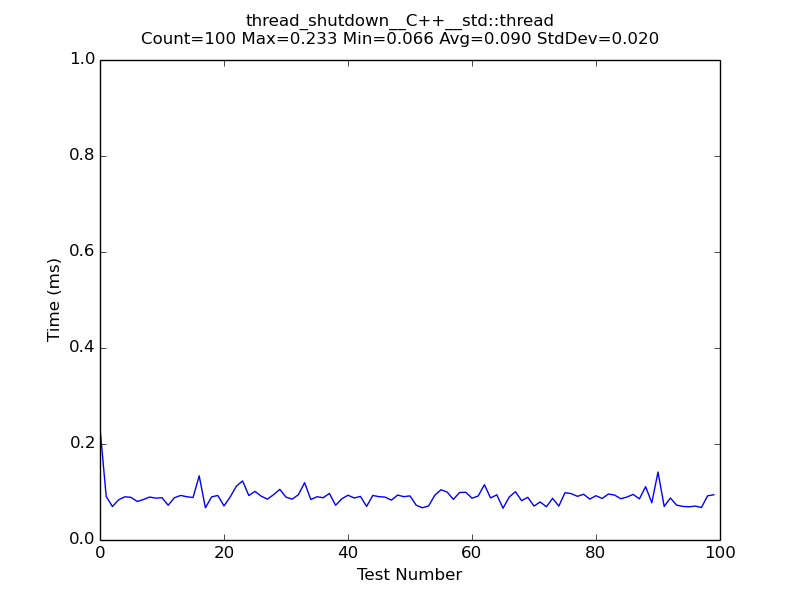 thread_shutdown__C++__std::thread
Count=100 Max=0.233 Min=0.066 Avg=0.090 StdDev=0.020
1.0
0.8
0.6
0.4
0.2
0.0
Time (ms)
0 20 40 60 80 100
Test Number